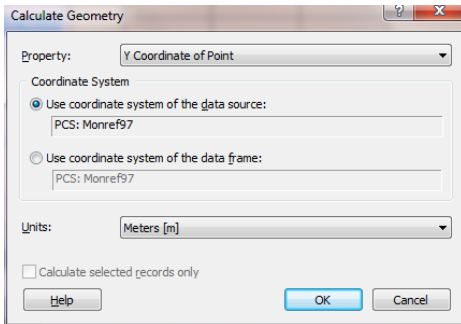 Calculate Geometry
Property: Y Coordinate of Point
Coordinate System
Use coordinate system of the data source:
PCS: Monref97
Use coordinate system of the data frame:
PCS: Monref97
Units: Meters [m]
Calculate selected records only
Help OK Cancel